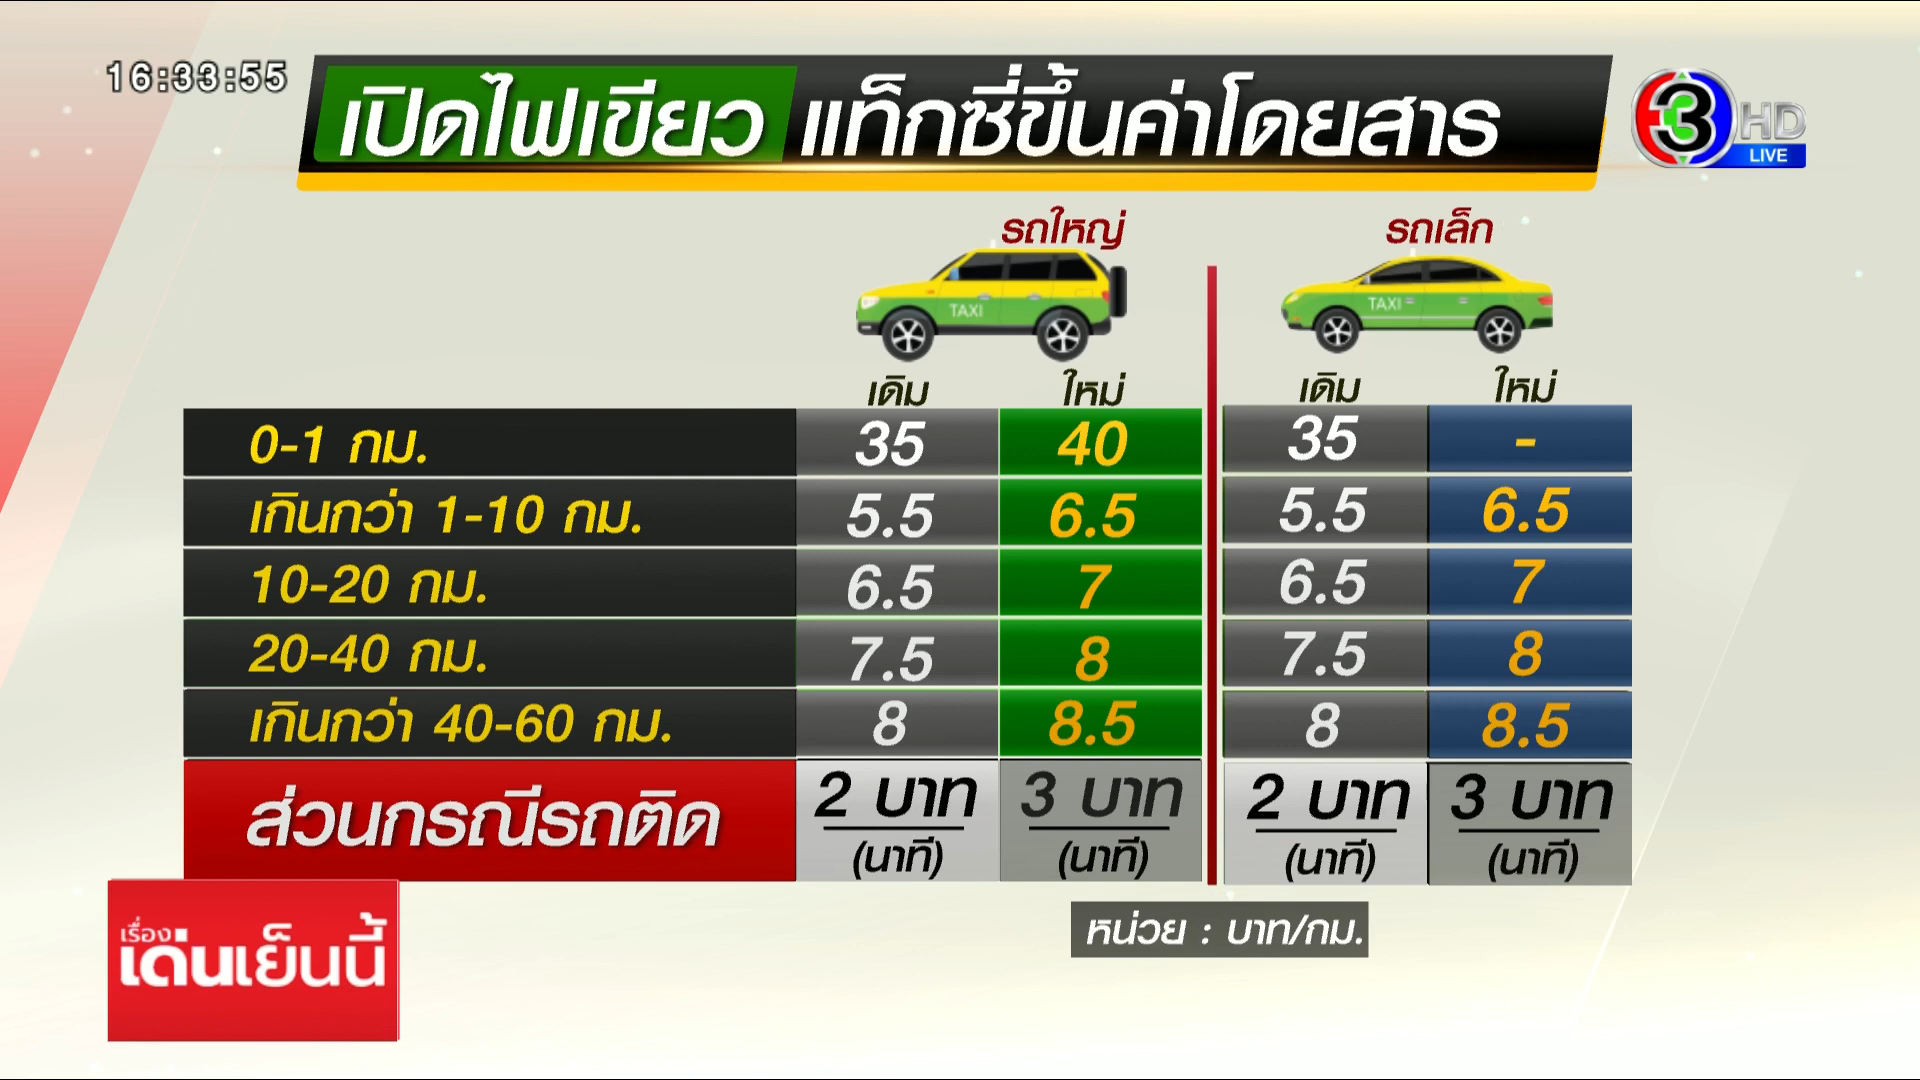 16:33:55
เปิดไฟเขียว แท็กซี่ขึ้นค่าโดยสาร
3 HD
LIVE
รถใหญ่ รถเล็ก
TAXI TAXI
เดิม ใหม่ เดิม ใหม่
0-1 กม. 35 40 35 -
เกินกว่า 1-10 กม. 5.5 6.5 5.5 6.5
10-20 กม. 6.5 7 6.5 7
20-40 กม. 7.5 8 7.5 8
เกินกว่า 40-60 กม. 8 8.5 8 8.5
ส่วนกรณีรถติด 2 บาท 3 บาท 2 บาท 3 บาท
(นาที) (นาที) (นาที) (นาที)
หน่วย : บาท/กม.
เรื่อง
เด่นเย็นนี้